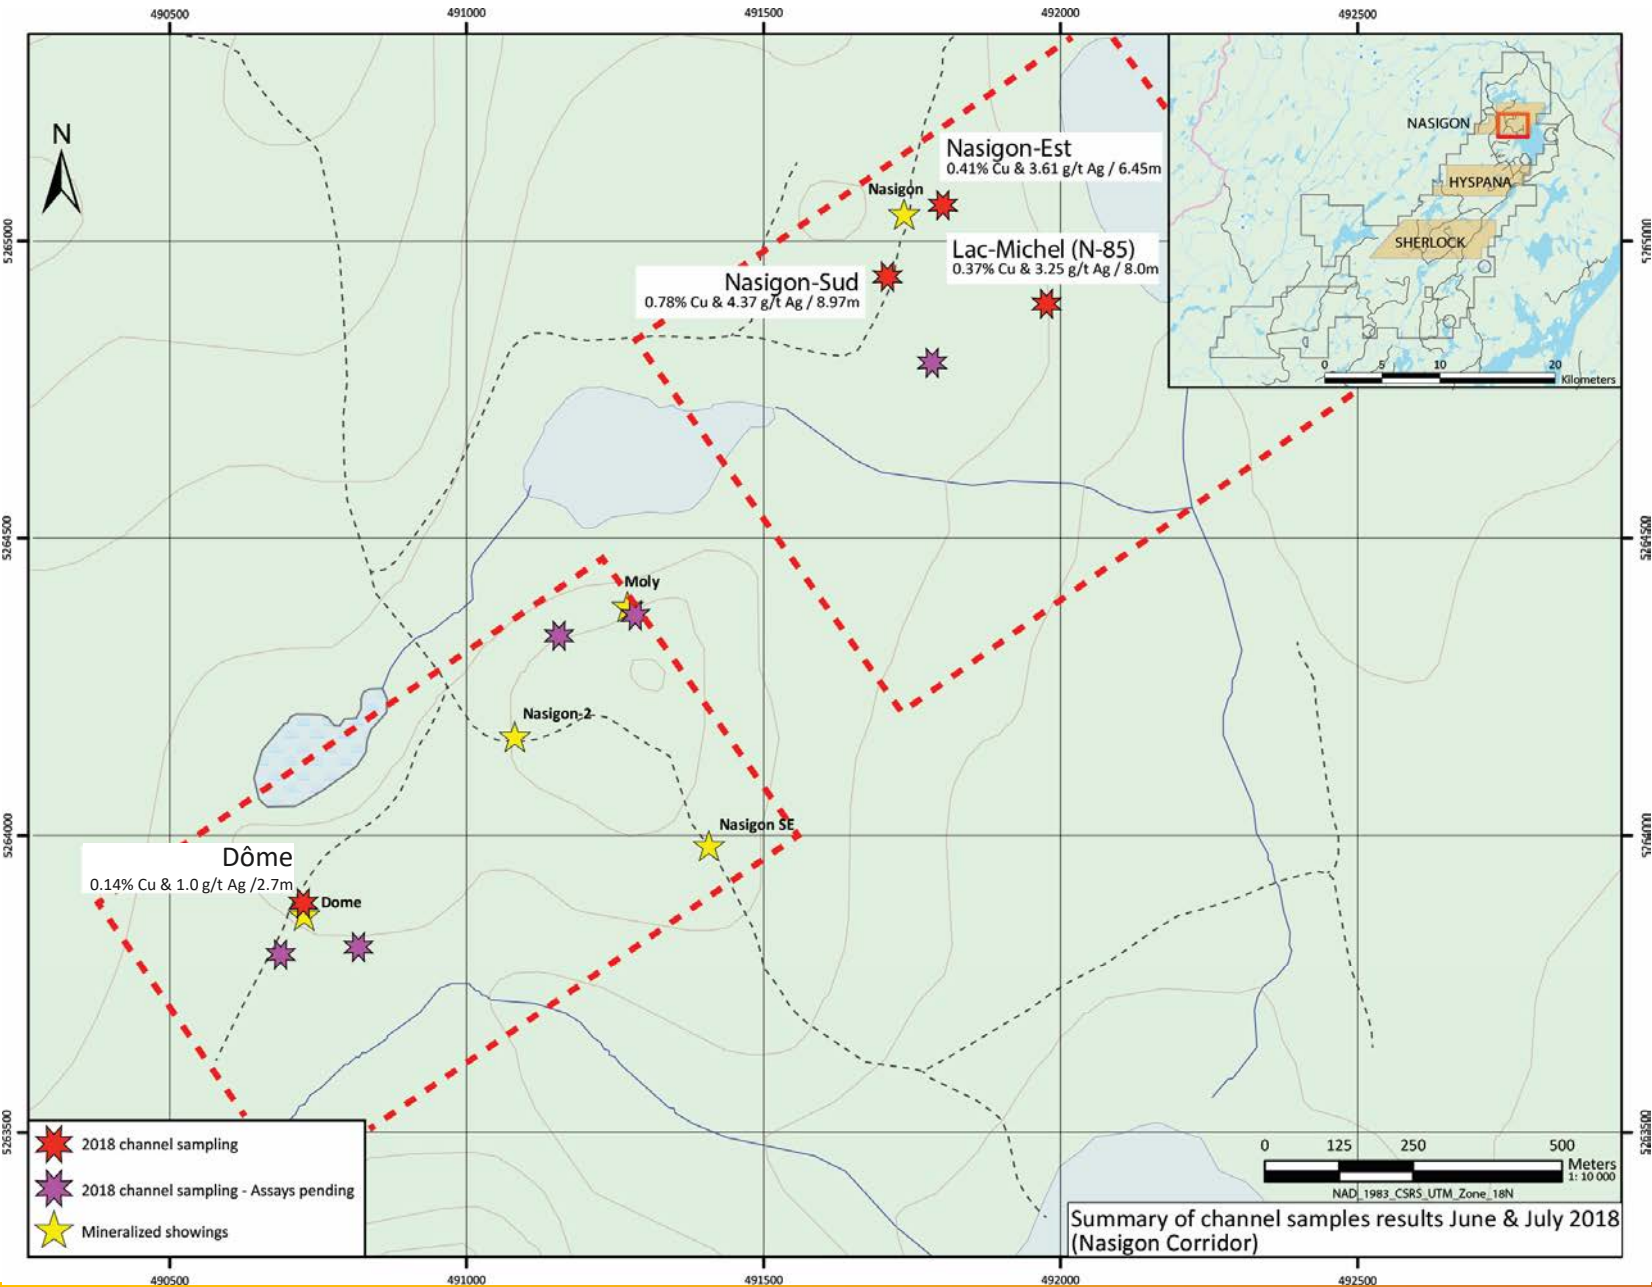 490500
491000
491500
492000
492500
N
NASIGON
HYSPANA
SHERLOCK
0 5 10 20
Kilometers
Nasigon-Est
0.41% Cu & 3.61 g/t Ag / 6.45m
Nasigon
5265000
Lac-Michel (N-85)
0.37% Cu & 3.25 g/t Ag / 8.0m
Nasigon-Sud
0.78% Cu & 4.37 g/t Ag / 8.97m
5264500
5264500
Moly
Nasigon-2
Nasigon SE
5264000
5264000
Dôme
0.14% Cu & 1.0 g/t Ag /2.7m
Dome
5263500
5263500
2018 channel sampling
2018 channel sampling - Assays pending
Mineralized showings
0 125 250 500
Meters
1: 10 000
NAD_1983_CSRS_UTM_Zone_18N
Summary of channel samples results June & July 2018
(Nasigon Corridor)
490500
491000
491500
492000
492500